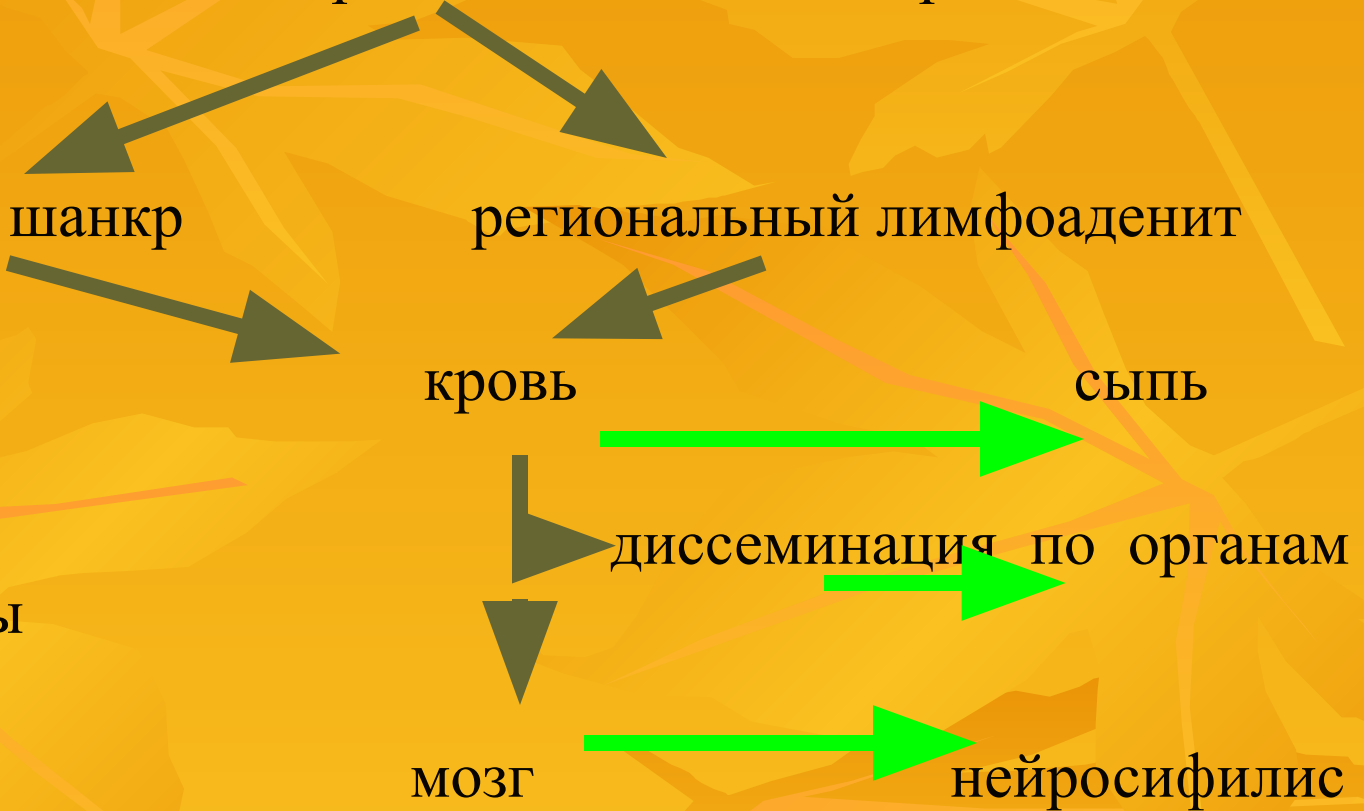 шанкр региональный лимфоаденит
кровь сыпь
диссеминация по органам
ы
мозг нейросифилис